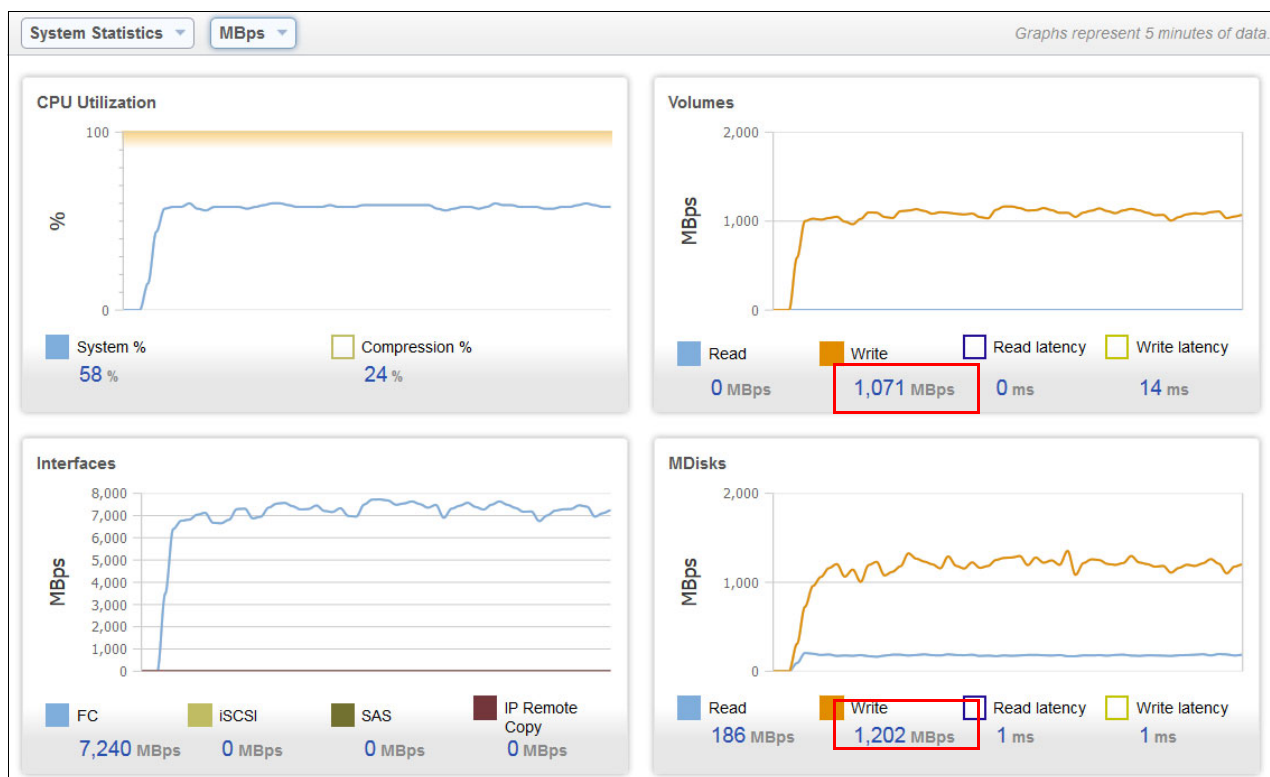 System Statistics MBps Graphs represent 5 minutes of data.
CPU Utilization
100
%
0
System % Compression %
58 % 24 %
Volumes
2,000
MBps
1,000
0
Read Write Read latency Write latency
0 MBps 1,071 MBps 0 ms 14 ms
Interfaces
8,000
7,000
6,000
5,000
MBps
4,000
3,000
2,000
1,000
0
FC iSCSI SAS IP Remote
Copy
7,240 MBps 0 MBps 0 MBps 0 MBps
MDisks
2,000
MBps
1,000
0
Read Write Read latency Write latency
186 MBps 1,202 MBps 1 ms 1 ms